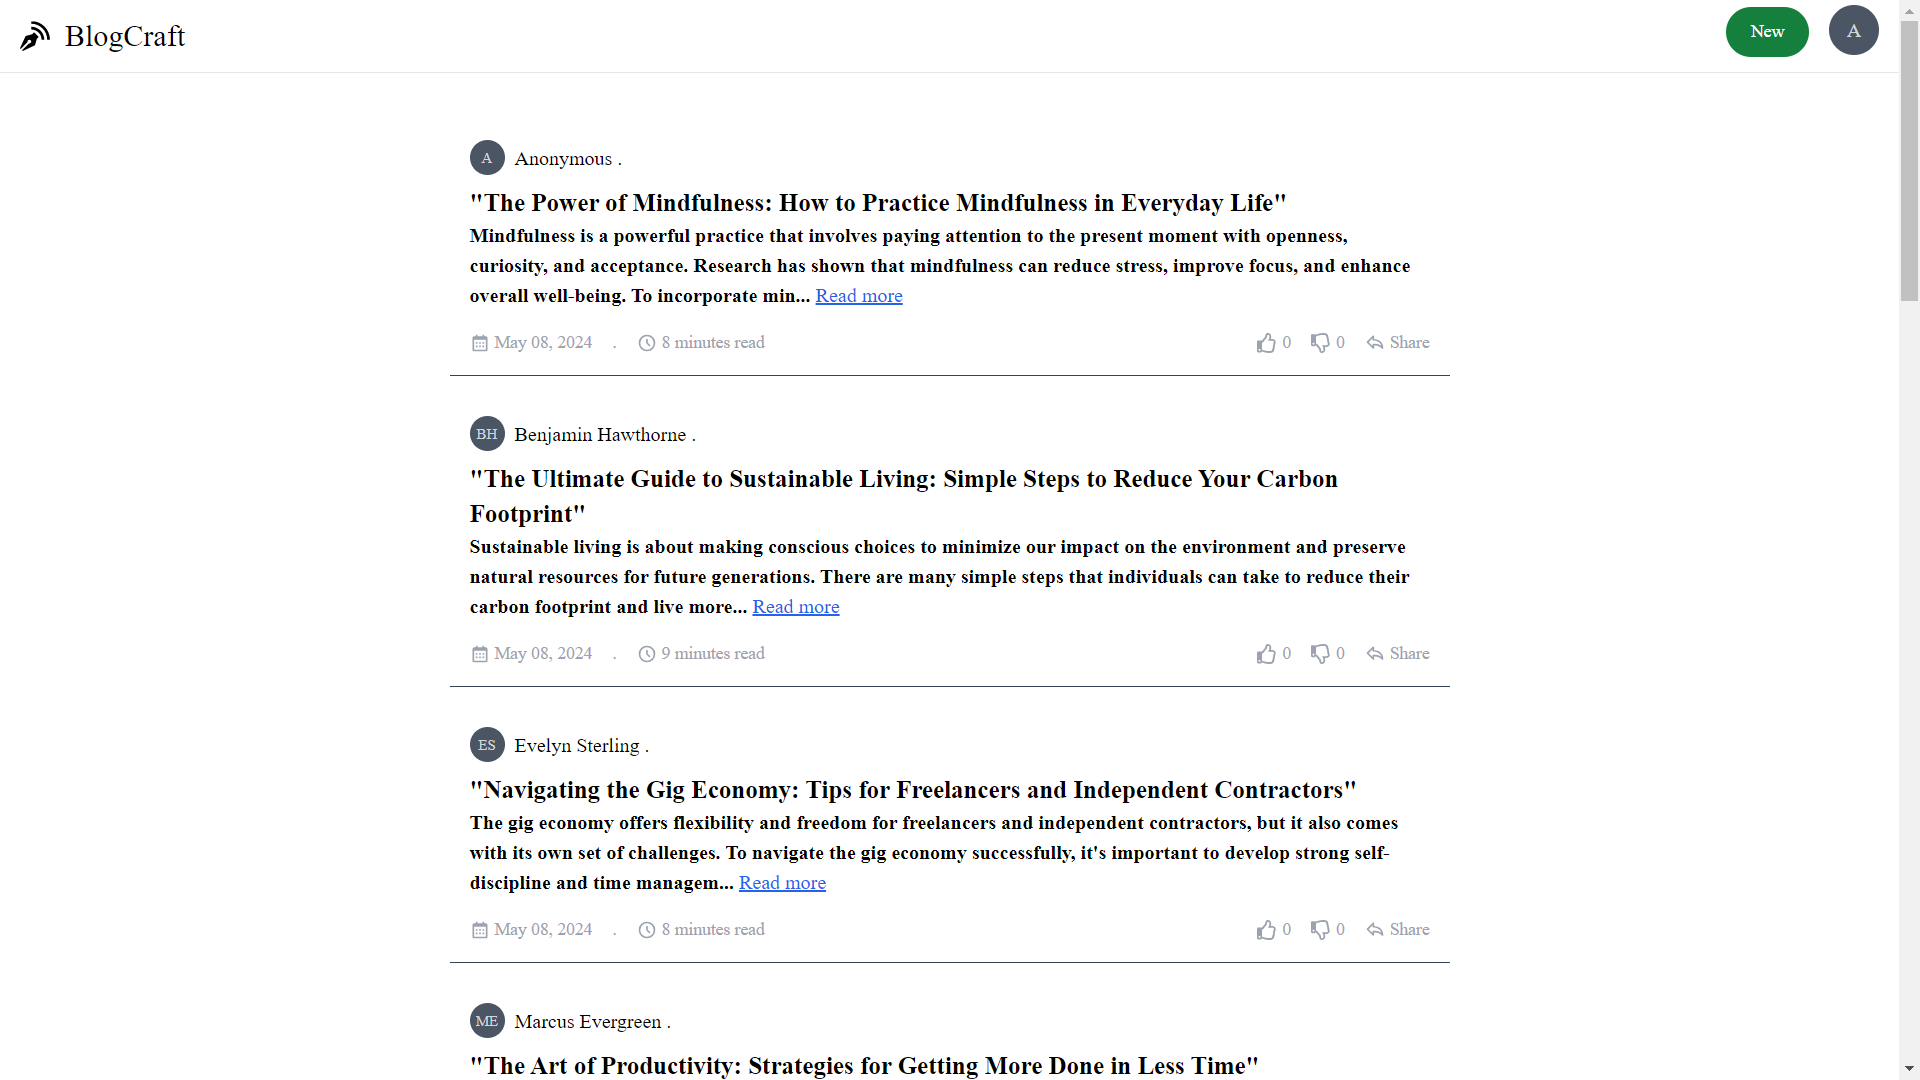 BlogCraft
New
A
A
Anonymous .
"The Power of Mindfulness: How to Practice Mindfulness in Everyday Life"
Mindfulness is a powerful practice that involves paying attention to the present moment with openness,
curiosity, and acceptance. Research has shown that mindfulness can reduce stress, improve focus, and enhance
overall well-being. To incorporate min... Read more
May 08, 2024 . 8 minutes read 0 0 Share
BH
Benjamin Hawthorne .
"The Ultimate Guide to Sustainable Living: Simple Steps to Reduce Your Carbon
Footprint"
Sustainable living is about making conscious choices to minimize our impact on the environment and preserve
natural resources for future generations. There are many simple steps that individuals can take to reduce their
carbon footprint and live more... Read more
May 08, 2024 . 9 minutes read 0 0 Share
ES
Evelyn Sterling .
"Navigating the Gig Economy: Tips for Freelancers and Independent Contractors"
The gig economy offers flexibility and freedom for freelancers and independent contractors, but it also comes
with its own set of challenges. To navigate the gig economy successfully, it's important to develop strong self-
discipline and time managem... Read more
May 08, 2024 . 8 minutes read 0 0 Share
ME
Marcus Evergreen .
"The Art of Productivity: Strategies for Getting More Done in Less Time"